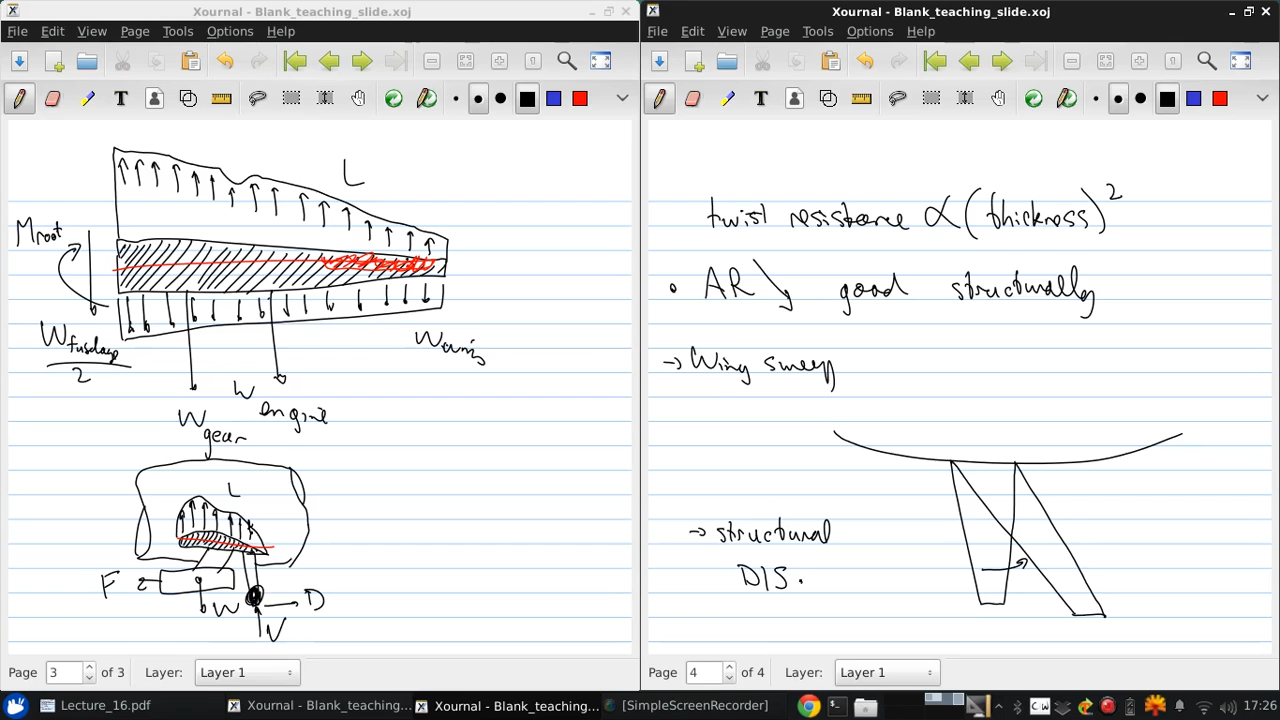 Xournal - Blank_teaching_slide.xoj
File Edit View Page Tools Options Help
M root
L
W fuselage
2
W wing
W engine
W gear
L
F
W
D
N
Page 3 of 3 Layer: Layer 1
Xournal - Blank_teaching_slide.xoj
File Edit View Page Tools Options Help
twist resistance ∝ (thickness)²
• AR ↘ good structurally
→ Wing sweep
→ structural
DIS.
Page 4 of 4 Layer: Layer 1
Lecture_16.pdf
Xournal - Blank_teaching...
Xournal - Blank_teaching...
[SimpleScreenRecorder]
17:26